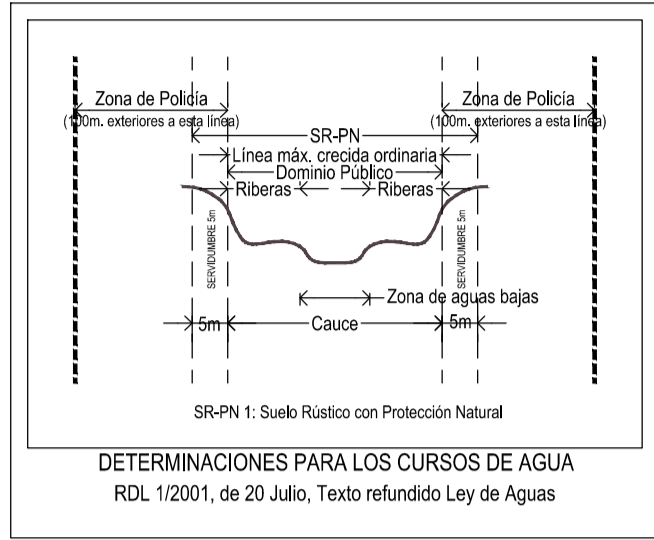 Zona de Policía
(100m. exteriores a esta línea)
Zona de Policía
(100m. exteriores a esta línea)
SR-PN
Línea máx. crecida ordinaria
Dominio Público
Riberas
Riberas
SERVIDUMBRE 5m
SERVIDUMBRE 5m
Zona de aguas bajas
5m
Cauce
5m
SR-PN 1: Suelo Rústico con Protección Natural
DETERMINACIONES PARA LOS CURSOS DE AGUA
RDL 1/2001, de 20 Julio, Texto refundido Ley de Aguas